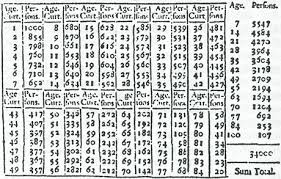 Age. Curt. Per- sons. Age. Curt. Per- sons. Age. Curt. Per- sons. Age. Curt. Per- sons. Age. Curt. Per- sons. Age. Curt. Per- sons. Age. Persons.
1 1000 8 680 15 628 22 586 29 539 36 481 7 5547
2 855 9 670 16 622 23 579 30 531 37 472 14 4584
3 798 10 661 17 616 24 573 31 523 38 463 21 4270
4 760 11 653 18 610 25 567 32 515 39 454 28 3964
5 732 12 646 19 604 26 560 33 507 40 445 35 3604
6 710 13 640 20 598 27 553 34 499 41 436 42 3178
7 692 14 634 21 592 28 546 35 490 42 427 49 2709
Age. Curt. Per- sons. Age. Curt. Per- sons. Age. Curt. Per- sons. Age. Curt. Per- sons. Age. Curt. Per- sons. Age. Curt. Per- sons. 56 2194
43 417 50 346 57 272 64 202 71 131 78 58 63 1694
44 407 51 335 58 262 65 192 72 120 79 49 70 1204
45 397 52 324 59 252 66 182 73 109 80 41 77 692
46 387 53 313 60 242 67 172 74 98 81 34 84 253
47 377 54 302 61 232 68 162 75 88 82 28 100 107
48 367 55 292 62 222 69 152 76 78 83 23 34000
49 357 56 282 63 212 70 142 77 68 84 20 Sum Total.